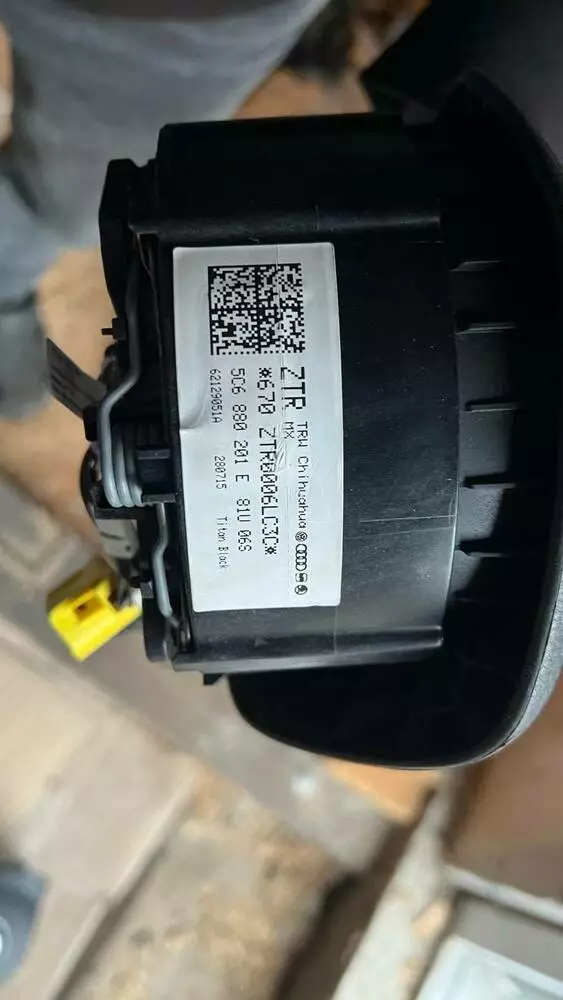 ZTR TRW Chihuahua
MX
*670 ZTR0006LC3C*
5C6 880 201 E 81U 06S
62129051A 280715 Titan Black